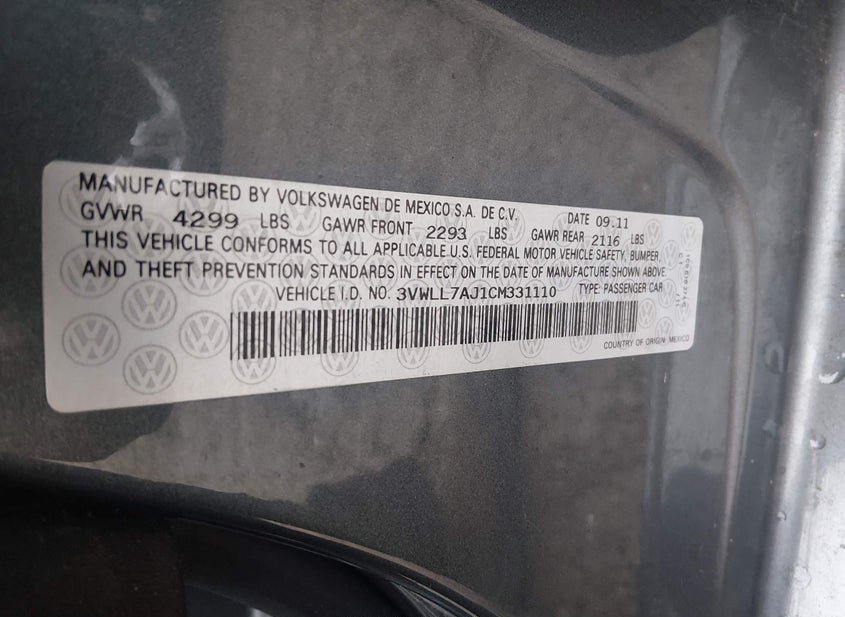 MANUFACTURED BY VOLKSWAGEN DE MEXICO S.A. DE C.V. DATE 09.11
GVWR 4299 LBS GAWR FRONT 2293 LBS GAWR REAR 2116 LBS
THIS VEHICLE CONFORMS TO ALL APPLICABLE U.S. FEDERAL MOTOR VEHICLE SAFETY, BUMPER,
AND THEFT PREVENTION STANDARDS IN EFFECT ON THE DATE OF MANUFACTURE SHOWN ABOVE.
VEHICLE I.D. NO. 3VWLL7AJ1CM331110 TYPE: PASSENGER CAR
COUNTRY OF ORIGIN: MEXICO